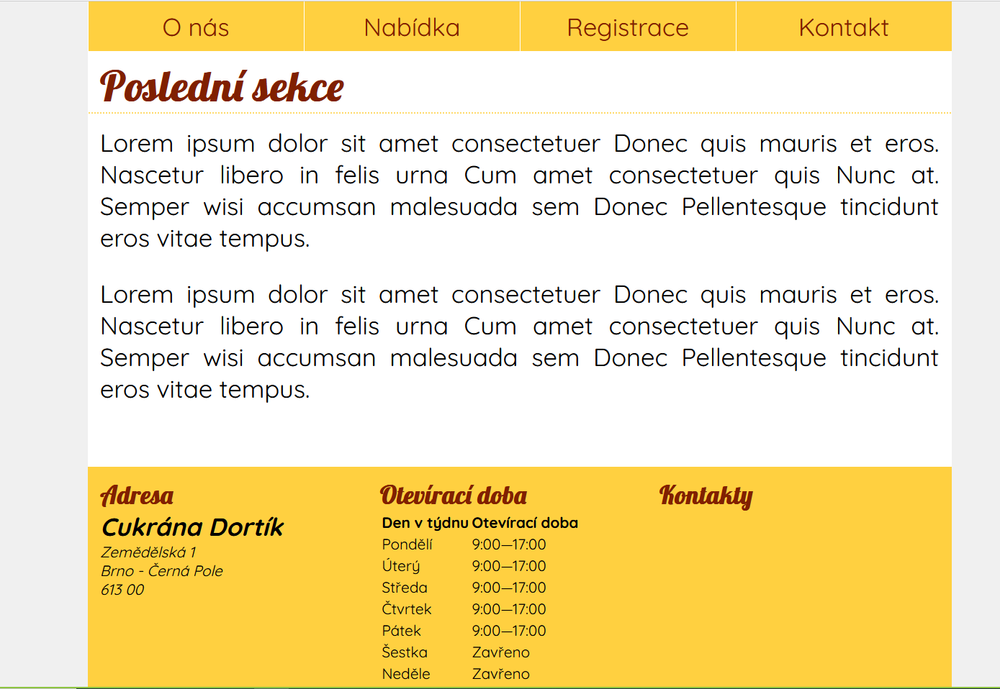 O nás Nabídka Registrace Kontakt
Poslední sekce
Lorem ipsum dolor sit amet consectetuer Donec quis mauris et eros.
Nascetur libero in felis urna Cum amet consectetuer quis Nunc at.
Semper wisi accumsan malesuada sem Donec Pellentesque tincidunt
eros vitae tempus.
Lorem ipsum dolor sit amet consectetuer Donec quis mauris et eros.
Nascetur libero in felis urna Cum amet consectetuer quis Nunc at.
Semper wisi accumsan malesuada sem Donec Pellentesque tincidunt
eros vitae tempus.
Adresa
Cukrána Dortík
Zemědělská 1
Brno - Černá Pole
613 00
Otevírací doba
Den v týdnu Otevírací doba
Pondělí 9:00—17:00
Úterý 9:00—17:00
Středa 9:00—17:00
Čtvrtek 9:00—17:00
Pátek 9:00—17:00
Šestka Zavřeno
Neděle Zavřeno
Kontakty